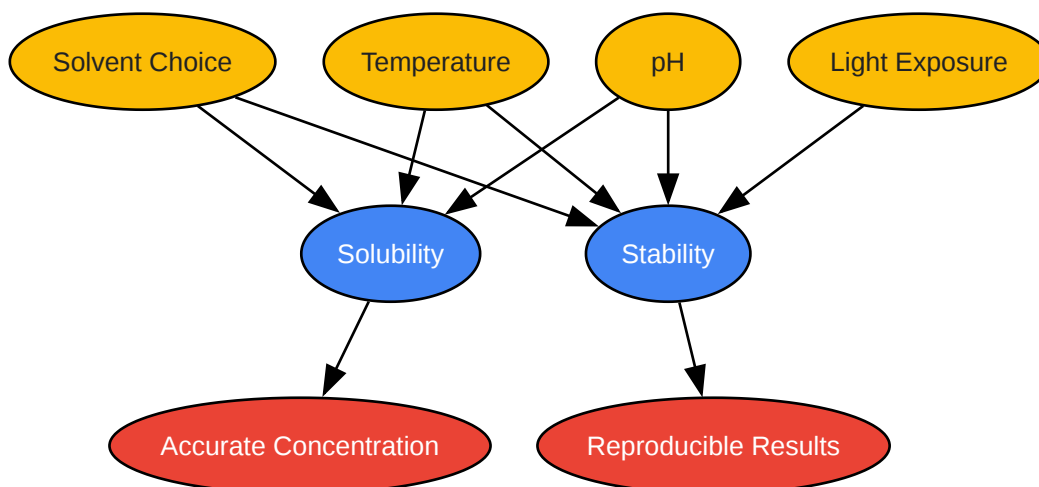 Solvent Choice
Temperature
pH
Light Exposure
Solubility
Stability
Accurate Concentration
Reproducible Results